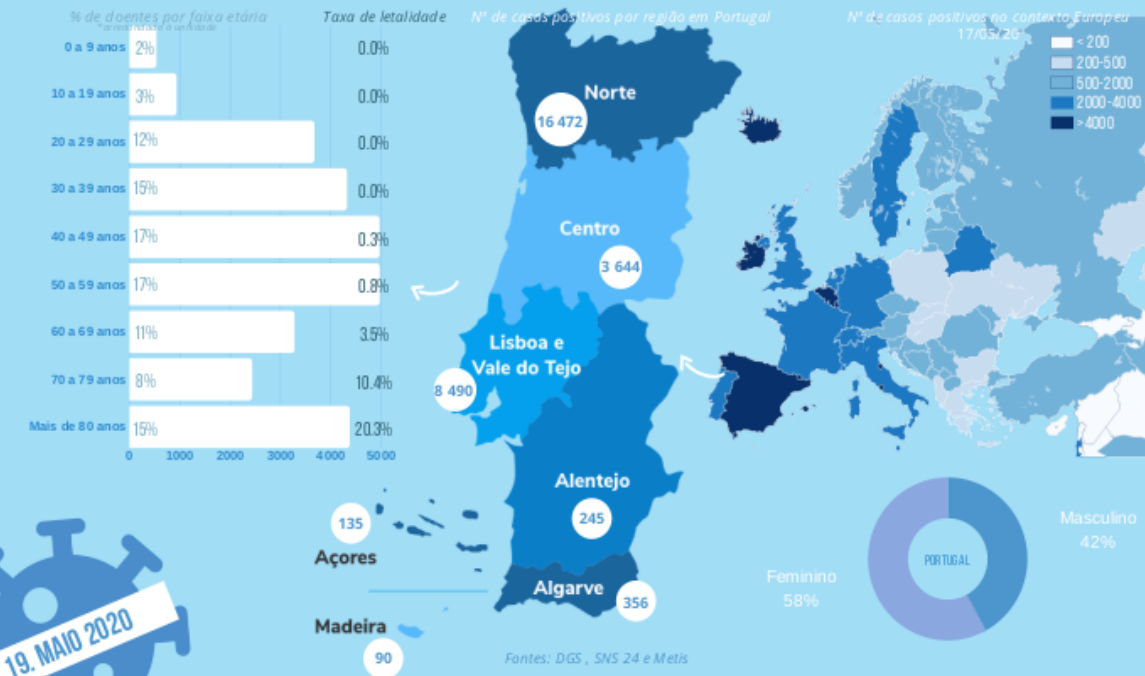 % de doentes por faixa etária
*arredondado à unidade
Taxa de letalidade
0 a 9 anos 2% 0.0%
10 a 19 anos 3% 0.0%
20 a 29 anos 12% 0.0%
30 a 39 anos 15% 0.0%
40 a 49 anos 17% 0.3%
50 a 59 anos 17% 0.8%
60 a 69 anos 11% 3.5%
70 a 79 anos 8% 10.4%
Mais de 80 anos 15% 20.3%
0 1000 2000 3000 4000 5000
Nº de casos positivos por região em Portugal
Norte
16 472
Centro
3 644
Lisboa e
Vale do Tejo
8 490
Alentejo
245
Algarve
356
135
Açores
Madeira
90
Nº de casos positivos no contexto Europeu
17/05/20
< 200
200-500
500-2000
2000-4000
>4000
PORTUGAL
Masculino
42%
Feminino
58%
19. MAIO 2020
Fontes: DGS , SNS 24 e Metis